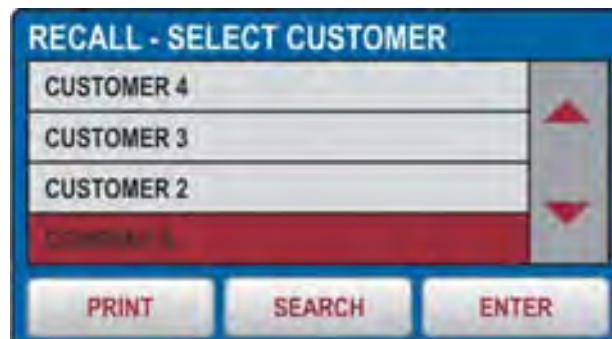 RECALL - SELECT CUSTOMER
CUSTOMER 4
CUSTOMER 3
CUSTOMER 2
PRINT SEARCH ENTER